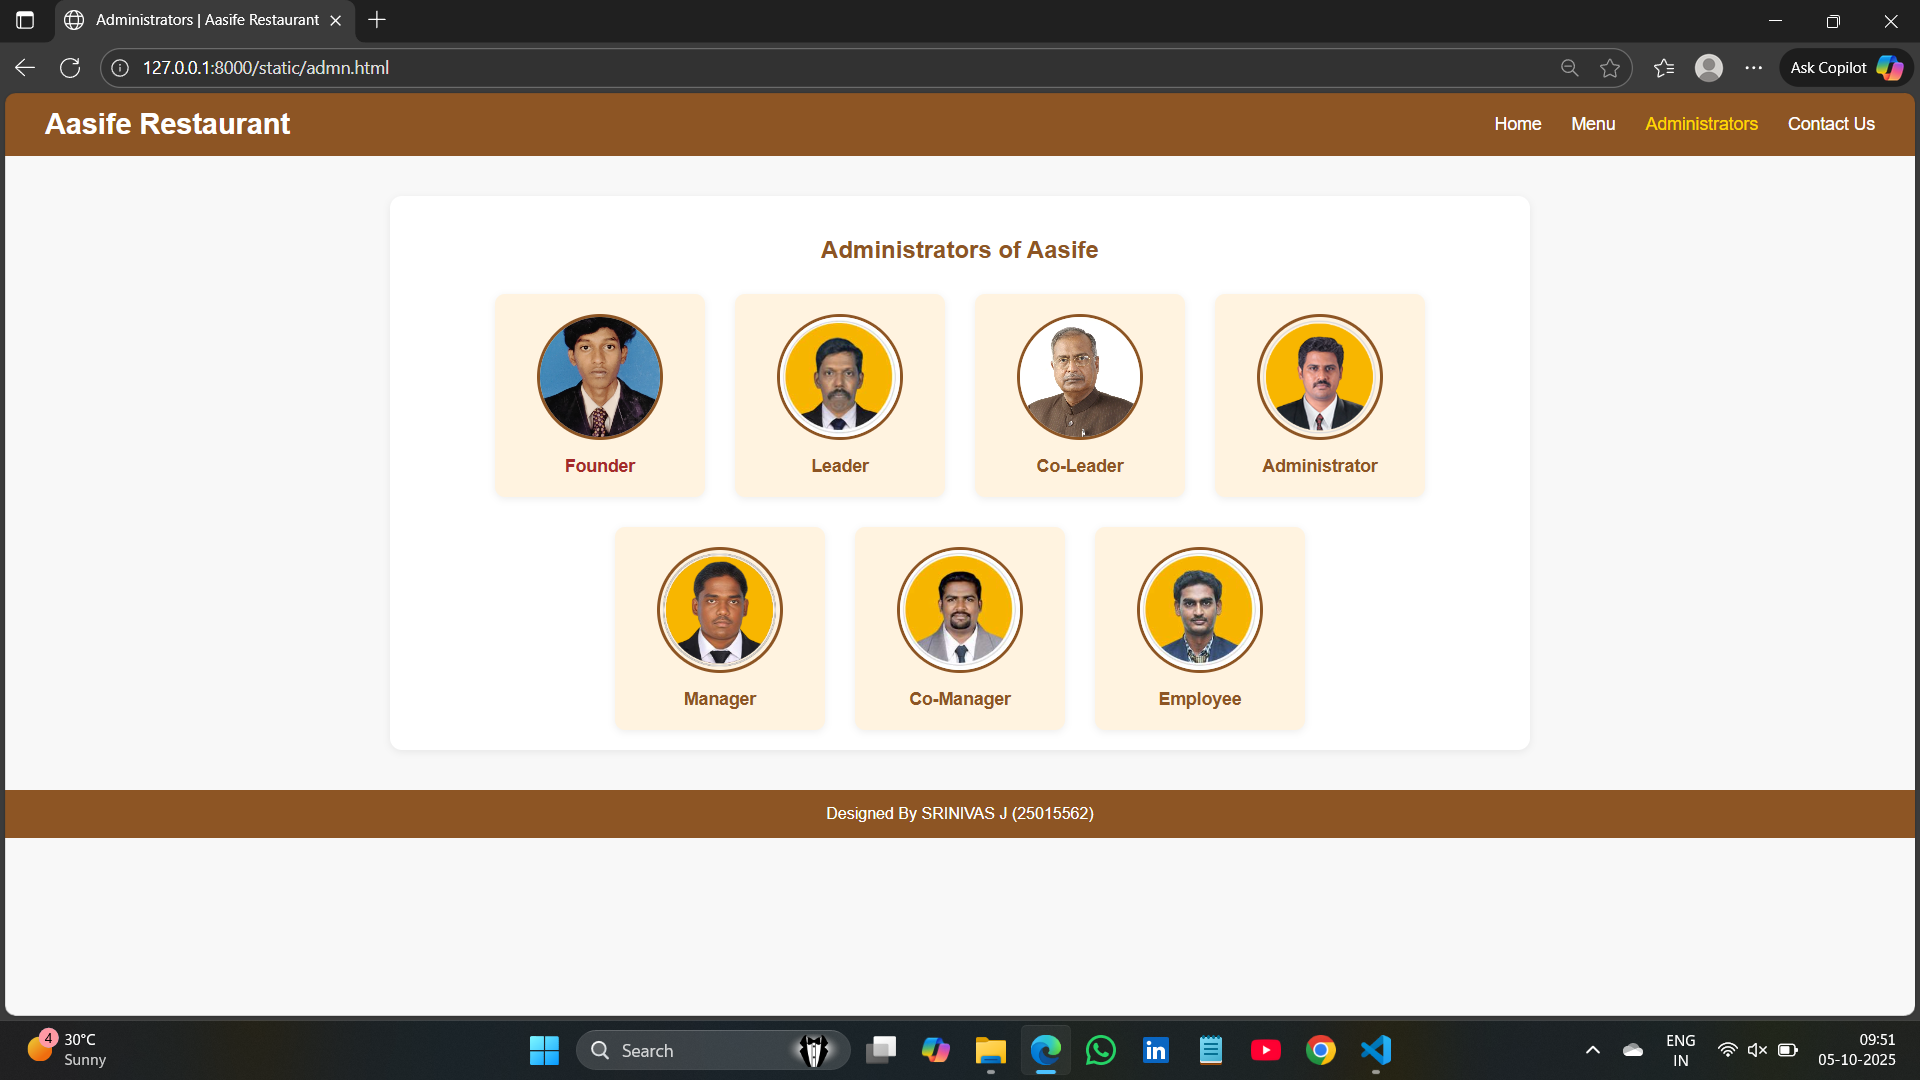 Administrators | Aasife Restaurant
127.0.0.1:8000/static/admn.html
Ask Copilot
Aasife Restaurant
Home Menu Administrators Contact Us
Administrators of Aasife
Founder Leader Co-Leader Administrator
Manager Co-Manager Employee
Designed By SRINIVAS J (25015562)
4
30°C
Sunny
Search
in
ENG
IN
09:51
05-10-2025